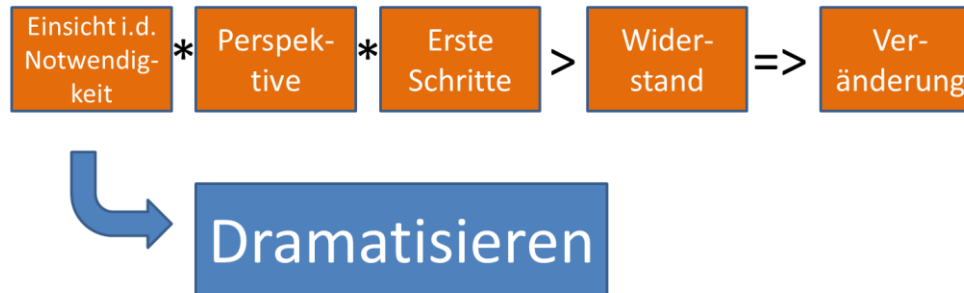 Einsicht i.d.
Notwendig-
keit
*
Perspek-
tive
*
Erste
Schritte
>
Wider-
stand
=>
Ver-
änderung
Dramatisieren